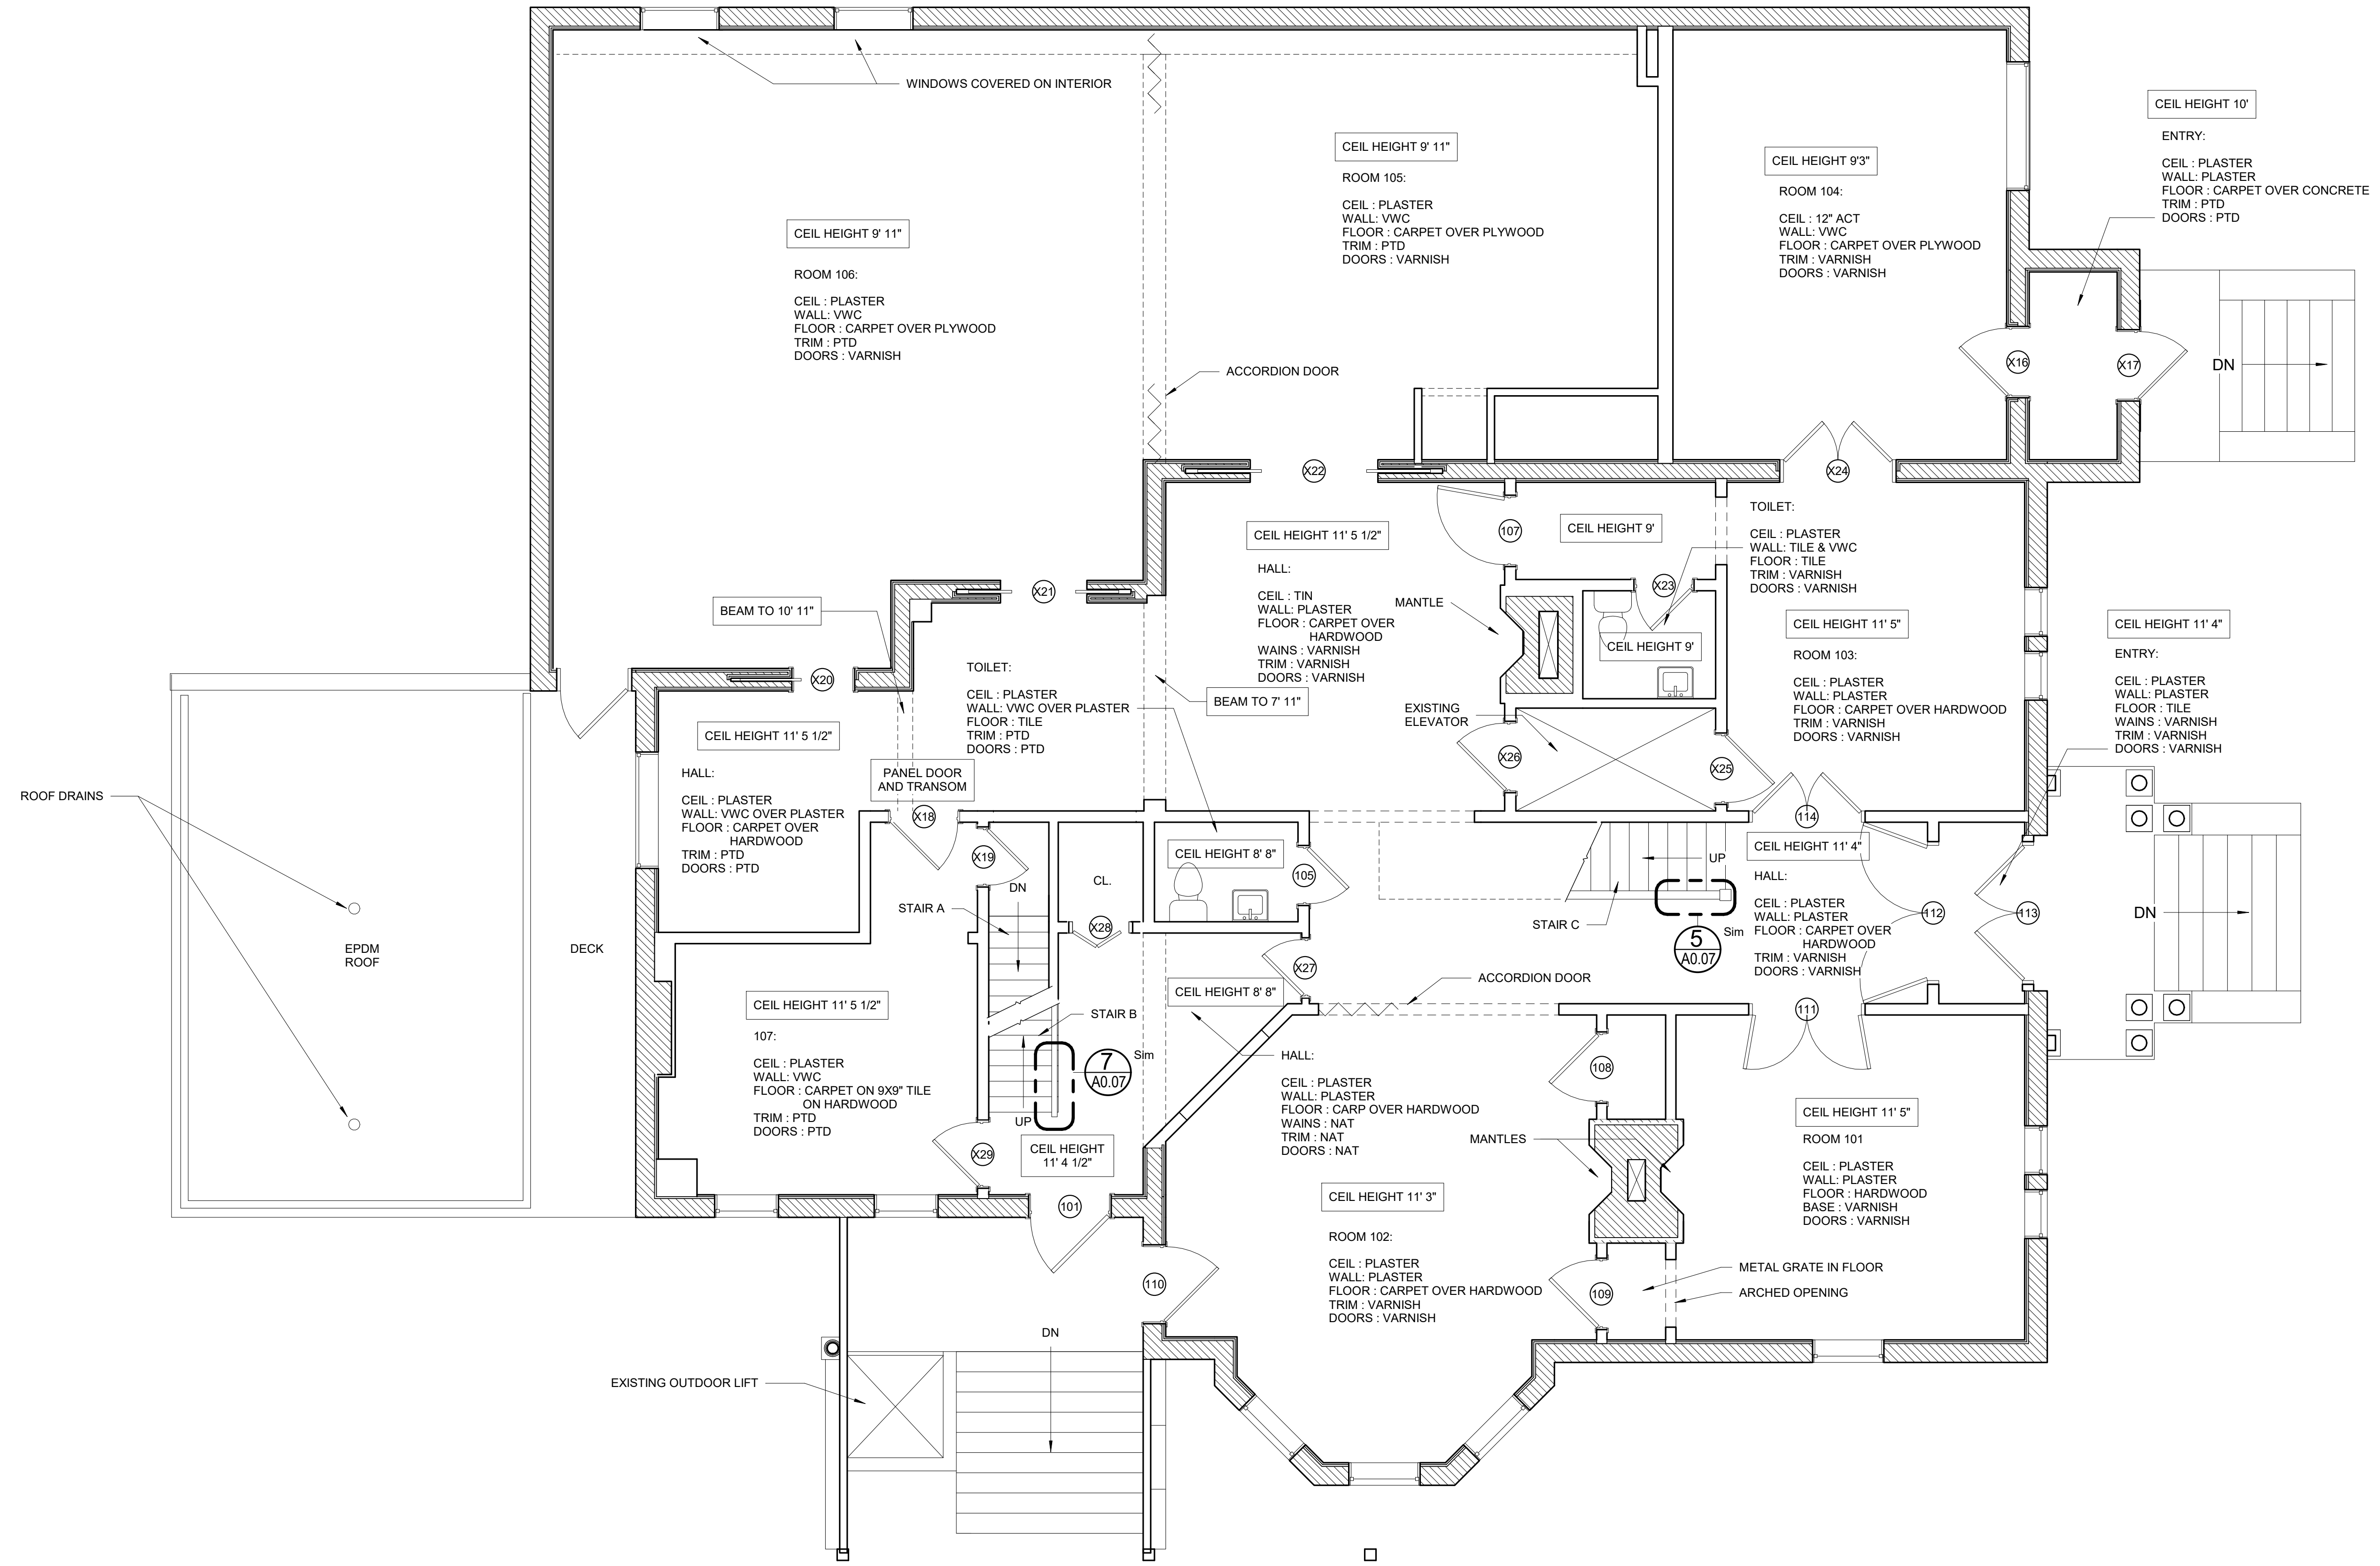 WINDOWS COVERED ON INTERIOR
CEIL HEIGHT 9' 11"
ROOM 106:
CEIL : PLASTER
WALL: VWC
FLOOR : CARPET OVER PLYWOOD
TRIM : PTD
DOORS : VARNISH
CEIL HEIGHT 9' 11"
ROOM 105:
CEIL : PLASTER
WALL: VWC
FLOOR : CARPET OVER PLYWOOD
TRIM : PTD
DOORS : VARNISH
ACCORDION DOOR
CEIL HEIGHT 9'3"
ROOM 104:
CEIL : 12" ACT
WALL: VWC
FLOOR : CARPET OVER PLYWOOD
TRIM : VARNISH
DOORS : VARNISH
CEIL HEIGHT 10'
ENTRY:
CEIL : PLASTER
WALL: PLASTER
FLOOR : CARPET OVER CONCRETE
TRIM : PTD
DOORS : PTD
X16
X17
DN
X22
X24
CEIL HEIGHT 11' 5 1/2"
HALL:
CEIL : TIN
WALL: PLASTER
FLOOR : CARPET OVER
HARDWOOD
WAINS : VARNISH
TRIM : VARNISH
DOORS : VARNISH
107
CEIL HEIGHT 9'
X23
MANTLE
CEIL HEIGHT 9'
TOILET:
CEIL : PLASTER
WALL: TILE & VWC
FLOOR : TILE
TRIM : VARNISH
DOORS : VARNISH
CEIL HEIGHT 11' 5"
ROOM 103:
CEIL : PLASTER
WALL: PLASTER
FLOOR : CARPET OVER HARDWOOD
TRIM : VARNISH
DOORS : VARNISH
CEIL HEIGHT 11' 4"
ENTRY:
CEIL : PLASTER
WALL: PLASTER
FLOOR : TILE
WAINS : VARNISH
TRIM : VARNISH
DOORS : VARNISH
X21
BEAM TO 10' 11"
X20
TOILET:
CEIL : PLASTER
WALL: VWC OVER PLASTER
FLOOR : TILE
TRIM : PTD
DOORS : PTD
BEAM TO 7' 11"
EXISTING
ELEVATOR
X26
X25
CEIL HEIGHT 11' 5 1/2"
HALL:
CEIL : PLASTER
WALL: VWC OVER PLASTER
FLOOR : CARPET OVER
HARDWOOD
TRIM : PTD
DOORS : PTD
PANEL DOOR
AND TRANSOM
X18
X19
DN
STAIR A
CL.
X28
CEIL HEIGHT 8' 8"
105
X27
114
UP
STAIR C
5
A0.07
Sim
CEIL HEIGHT 11' 4"
HALL:
CEIL : PLASTER
WALL: PLASTER
FLOOR : CARPET OVER
HARDWOOD
TRIM : VARNISH
DOORS : VARNISH
112
113
DN
ROOF DRAINS
EPDM
ROOF
DECK
CEIL HEIGHT 11' 5 1/2"
107:
CEIL : PLASTER
WALL: VWC
FLOOR : CARPET ON 9X9" TILE
ON HARDWOOD
TRIM : PTD
DOORS : PTD
STAIR B
7
A0.07
Sim
UP
X29
CEIL HEIGHT
11' 4 1/2"
101
CEIL HEIGHT 8' 8"
HALL:
CEIL : PLASTER
WALL: PLASTER
FLOOR : CARP OVER HARDWOOD
WAINS : NAT
TRIM : NAT
DOORS : NAT
ACCORDION DOOR
111
108
MANTLES
CEIL HEIGHT 11' 5"
ROOM 101
CEIL : PLASTER
WALL: PLASTER
FLOOR : HARDWOOD
BASE : VARNISH
DOORS : VARNISH
CEIL HEIGHT 11' 3"
ROOM 102:
CEIL : PLASTER
WALL: PLASTER
FLOOR : CARPET OVER HARDWOOD
TRIM : VARNISH
DOORS : VARNISH
110
109
METAL GRATE IN FLOOR
ARCHED OPENING
DN
EXISTING OUTDOOR LIFT